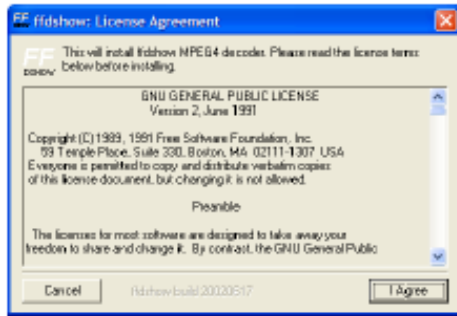 ffdshow: License Agreement
This will install ffdshow MPEG4 decoder. Please read the license terms
below before installing.
FF
DSHOW
GNU GENERAL PUBLIC LICENSE
Version 2, June 1991
Copyright (C) 1989, 1991 Free Software Foundation, Inc.
59 Temple Place, Suite 330, Boston, MA 02111-1307 USA
Everyone is permitted to copy and distribute verbatim copies
of this license document, but changing it is not allowed.
Preamble
The licenses for most software are designed to take away your
freedom to share and change it. By contrast, the GNU General Public
Cancel
ffdshow build 20020517
I Agree